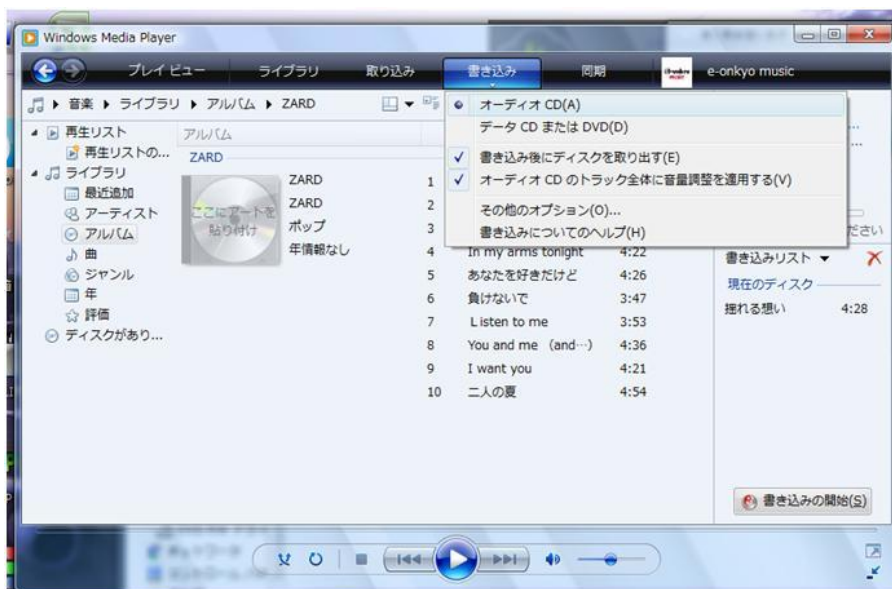 Windows Media Player
プレイ ビュー ライブラリ 取り込み 書き込み 同期 e-onkyo music
音楽 ▶ ライブラリ ▶ アルバム ▶ ZARD
オーディオ CD(A)
データ CD または DVD(D)
書き込み後にディスクを取り出す(E)
オーディオ CD のトラック全体に音量調整を適用する(V)
その他のオプション(O)...
書き込みについてのヘルプ(H)
再生リスト
再生リストの...
ライブラリ
最近追加
アーティスト
アルバム
曲
ジャンル
年
評価
ディスクがあり...
アルバム
ZARD
ここにアートを
貼り付け
ZARD
ZARD
ポップ
年情報なし
1
2
3
4 In my arms tonight 4:22
5 あなたを好きだけど 4:26
6 負けないで 3:47
7 Listen to me 3:53
8 You and me (and…) 4:36
9 I want you 4:21
10 二人の夏 4:54
ださい
書き込みリスト ▼
現在のディスク
揺れる想い 4:28
書き込みの開始(S)